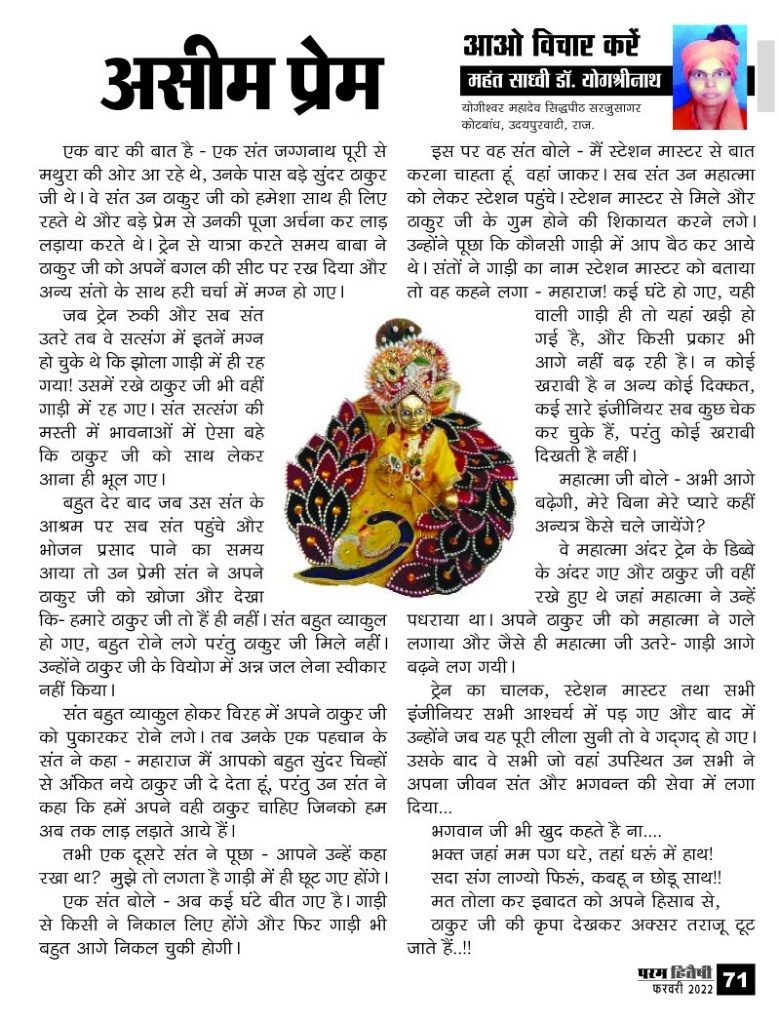 असीम प्रेम
आओ विचार करें
महंत साध्वी डॉ. योगश्रीनाथ
योगीश्वर महादेव सिद्धपीठ सरजुसागर
कोटबांध, उदयपुरवाटी, राज.
एक बार की बात है - एक संत जग्गनाथ पूरी से
मथुरा की ओर आ रहे थे, उनके पास बड़े सुंदर ठाकुर
जी थे। वे संत उन ठाकुर जी को हमेशा साथ ही लिए
रहते थे और बड़े प्रेम से उनकी पूजा अर्चना कर लाड़
लड़ाया करते थे। ट्रेन से यात्रा करते समय बाबा ने
ठाकुर जी को अपनें बगल की सीट पर रख दिया और
अन्य संतो के साथ हरी चर्चा में मग्न हो गए।
जब ट्रेन रुकी और सब संत
उतरे तब वे सत्संग में इतनें मग्न
हो चुके थे कि झोला गाड़ी में ही रह
गया! उसमें रखे ठाकुर जी भी वहीं
गाड़ी में रह गए। संत सत्संग की
मस्ती में भावनाओं में ऐसा बहे
कि ठाकुर जी को साथ लेकर
आना ही भूल गए।
बहुत देर बाद जब उस संत के
आश्रम पर सब संत पहुंचे और
भोजन प्रसाद पाने का समय
आया तो उन प्रेमी संत ने अपने
ठाकुर जी को खोजा और देखा
कि- हमारे ठाकुर जी तो हैं ही नहीं। संत बहुत व्याकुल
हो गए, बहुत रोने लगे परंतु ठाकुर जी मिले नहीं।
उन्होंने ठाकुर जी के वियोग में अन्न जल लेना स्वीकार
नहीं किया।
संत बहुत व्याकुल होकर विरह में अपने ठाकुर जी
को पुकारकर रोने लगे। तब उनके एक पहचान के
संत ने कहा - महाराज मैं आपको बहुत सुंदर चिन्हों
से अंकित नये ठाकुर जी दे देता हूं, परंतु उन संत ने
कहा कि हमें अपने वही ठाकुर चाहिए जिनको हम
अब तक लाड़ लड़ाते आये हैं।
तभी एक दूसरे संत ने पूछा - आपने उन्हें कहा
रखा था? मुझे तो लगता है गाड़ी में ही छूट गए होंगे।
एक संत बोले - अब कई घंटे बीत गए है। गाड़ी
से किसी ने निकाल लिए होंगे और फिर गाड़ी भी
बहुत आगे निकल चुकी होगी।
इस पर वह संत बोले - मैं स्टेशन मास्टर से बात
करना चाहता हूं वहां जाकर। सब संत उन महात्मा
को लेकर स्टेशन पहुंचे। स्टेशन मास्टर से मिले और
ठाकुर जी के गुम होने की शिकायत करने लगे।
उन्होंने पूछा कि कौनसी गाड़ी में आप बैठ कर आये
थे। संतों ने गाड़ी का नाम स्टेशन मास्टर को बताया
तो वह कहने लगा - महाराज! कई घंटे हो गए, यही
वाली गाड़ी ही तो यहां खड़ी हो
गई है, और किसी प्रकार भी
आगे नहीं बढ़ रही है। न कोई
खराबी है न अन्य कोई दिक्कत,
कई सारे इंजीनियर सब कुछ चेक
कर चुके हैं, परंतु कोई खराबी
दिखती है नहीं।
महात्मा जी बोले - अभी आगे
बढ़ेगी, मेरे बिना मेरे प्यारे कहीं
अन्यत्र कैसे चले जायेंगे?
वे महात्मा अंदर ट्रेन के डिब्बे
के अंदर गए और ठाकुर जी वहीं
रखे हुए थे जहां महात्मा ने उन्हें
पधराया था। अपने ठाकुर जी को महात्मा ने गले
लगाया और जैसे ही महात्मा जी उतरे- गाड़ी आगे
बढ़ने लग गयी।
ट्रेन का चालक, स्टेशन मास्टर तथा सभी
इंजीनियर सभी आश्चर्य में पड़ गए और बाद में
उन्होंने जब यह पूरी लीला सुनी तो वे गद्गद् हो गए।
उसके बाद वे सभी जो वहां उपस्थित उन सभी ने
अपना जीवन संत और भगवन्त की सेवा में लगा
दिया...
भगवान जी भी खुद कहते है ना....
भक्त जहां मम पग धरे, तहां धरूं में हाथ!
सदा संग लाग्यो फिरुं, कबहू न छोडू साथ!!
मत तोला कर इबादत को अपने हिसाब से,
ठाकुर जी की कृपा देखकर अक्सर तराजू टूट
जाते हैं..!!
परम हितैषी
फरवरी 2022
71